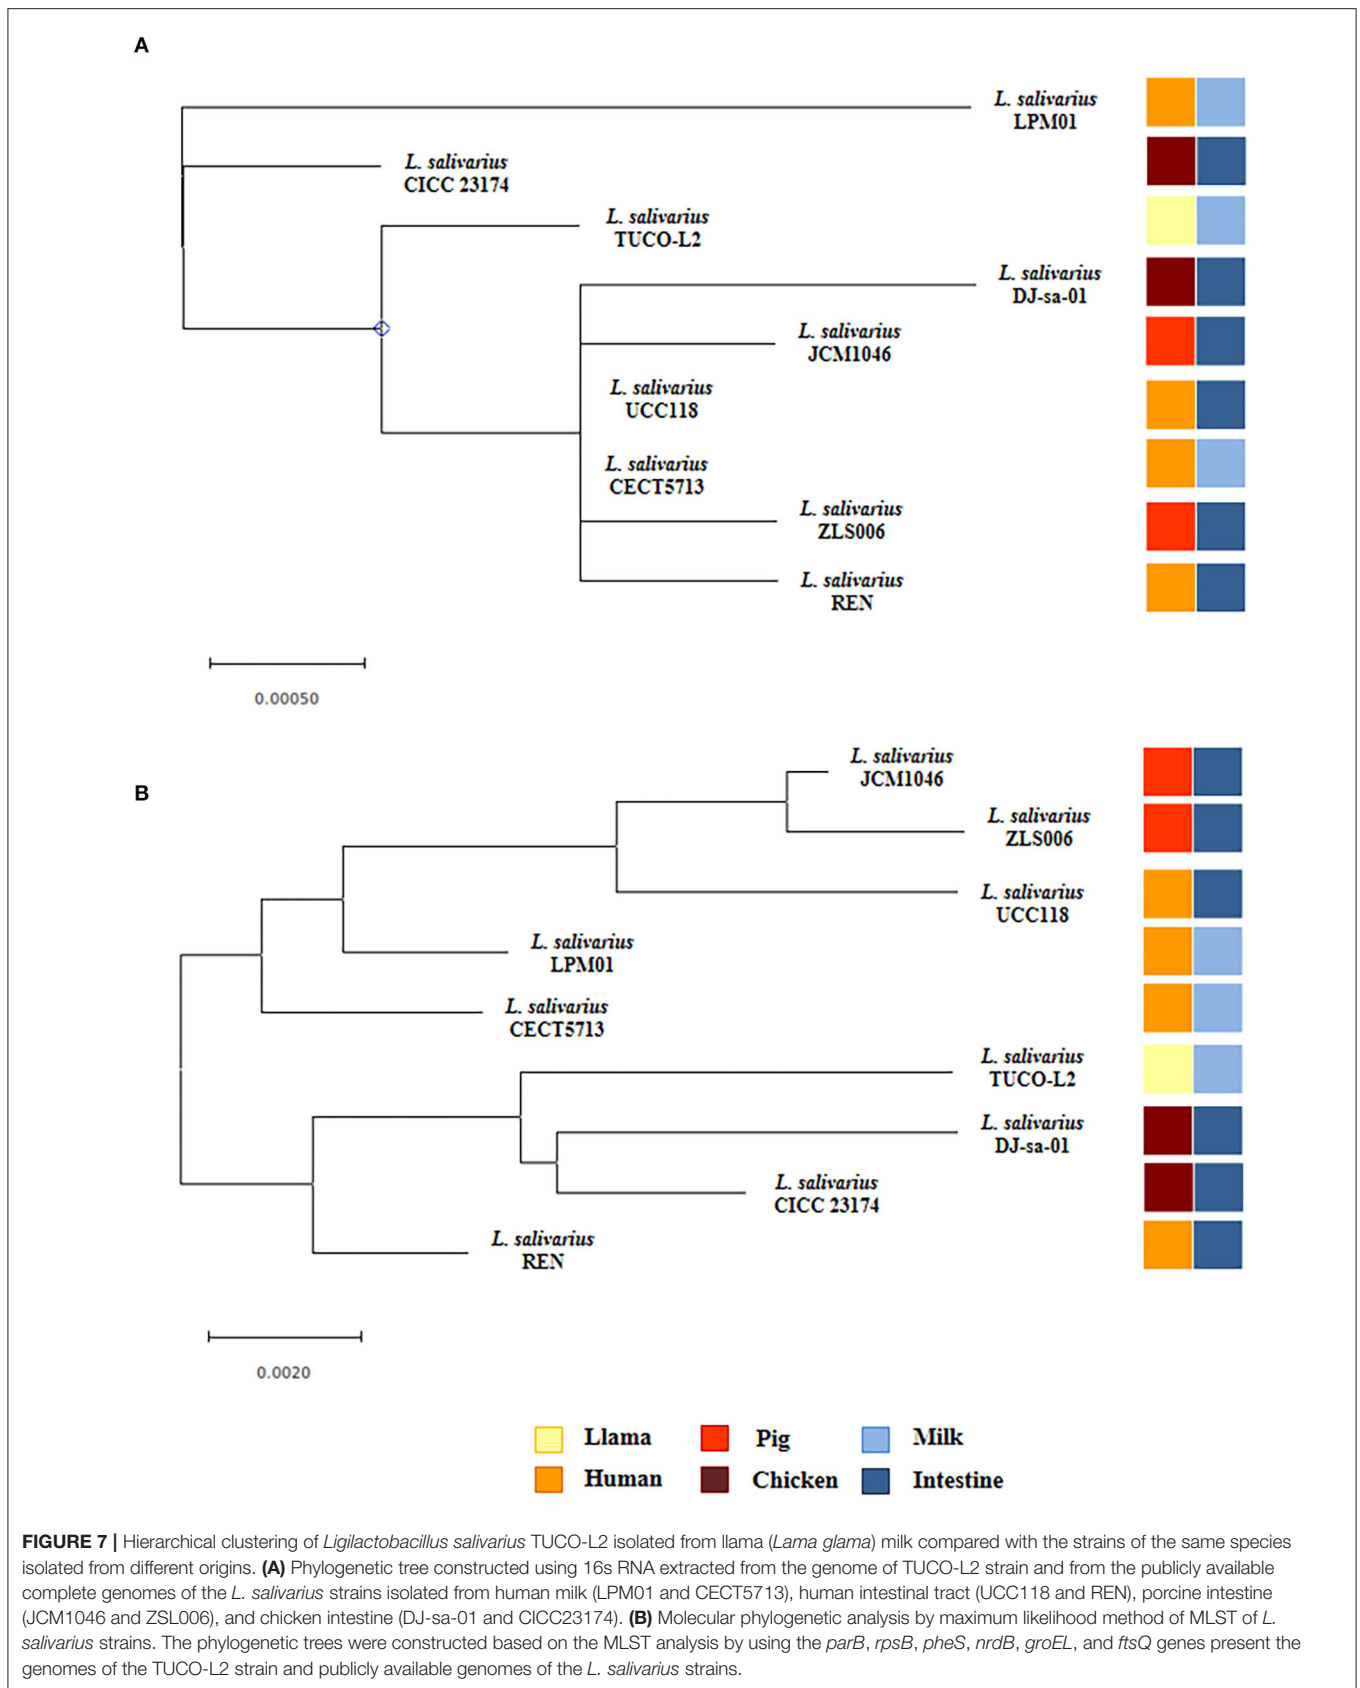 A
L. salivarius
LPM01
L. salivarius
CICC 23174
L. salivarius
TUCO-L2
L. salivarius
DJ-sa-01
L. salivarius
JCM1046
L. salivarius
UCC118
L. salivarius
CECT5713
L. salivarius
ZLS006
L. salivarius
REN
0.00050
B
L. salivarius
JCM1046
L. salivarius
ZLS006
L. salivarius
UCC118
L. salivarius
LPM01
L. salivarius
CECT5713
L. salivarius
TUCO-L2
L. salivarius
DJ-sa-01
L. salivarius
CICC 23174
L. salivarius
REN
0.0020
Llama Pig Milk
Human Chicken Intestine
FIGURE 7 | Hierarchical clustering of Ligilactobacillus salivarius TUCO-L2 isolated from llama (Lama glama) milk compared with the strains of the same species
isolated from different origins. (A) Phylogenetic tree constructed using 16s RNA extracted from the genome of TUCO-L2 strain and from the publicly available
complete genomes of the L. salivarius strains isolated from human milk (LPM01 and CECT5713), human intestinal tract (UCC118 and REN), porcine intestine
(JCM1046 and ZSL006), and chicken intestine (DJ-sa-01 and CICC23174). (B) Molecular phylogenetic analysis by maximum likelihood method of MLST of L.
salivarius strains. The phylogenetic trees were constructed based on the MLST analysis by using the parB, rpsB, pheS, nrdB, groEL, and ftsQ genes present the
genomes of the TUCO-L2 strain and publicly available genomes of the L. salivarius strains.